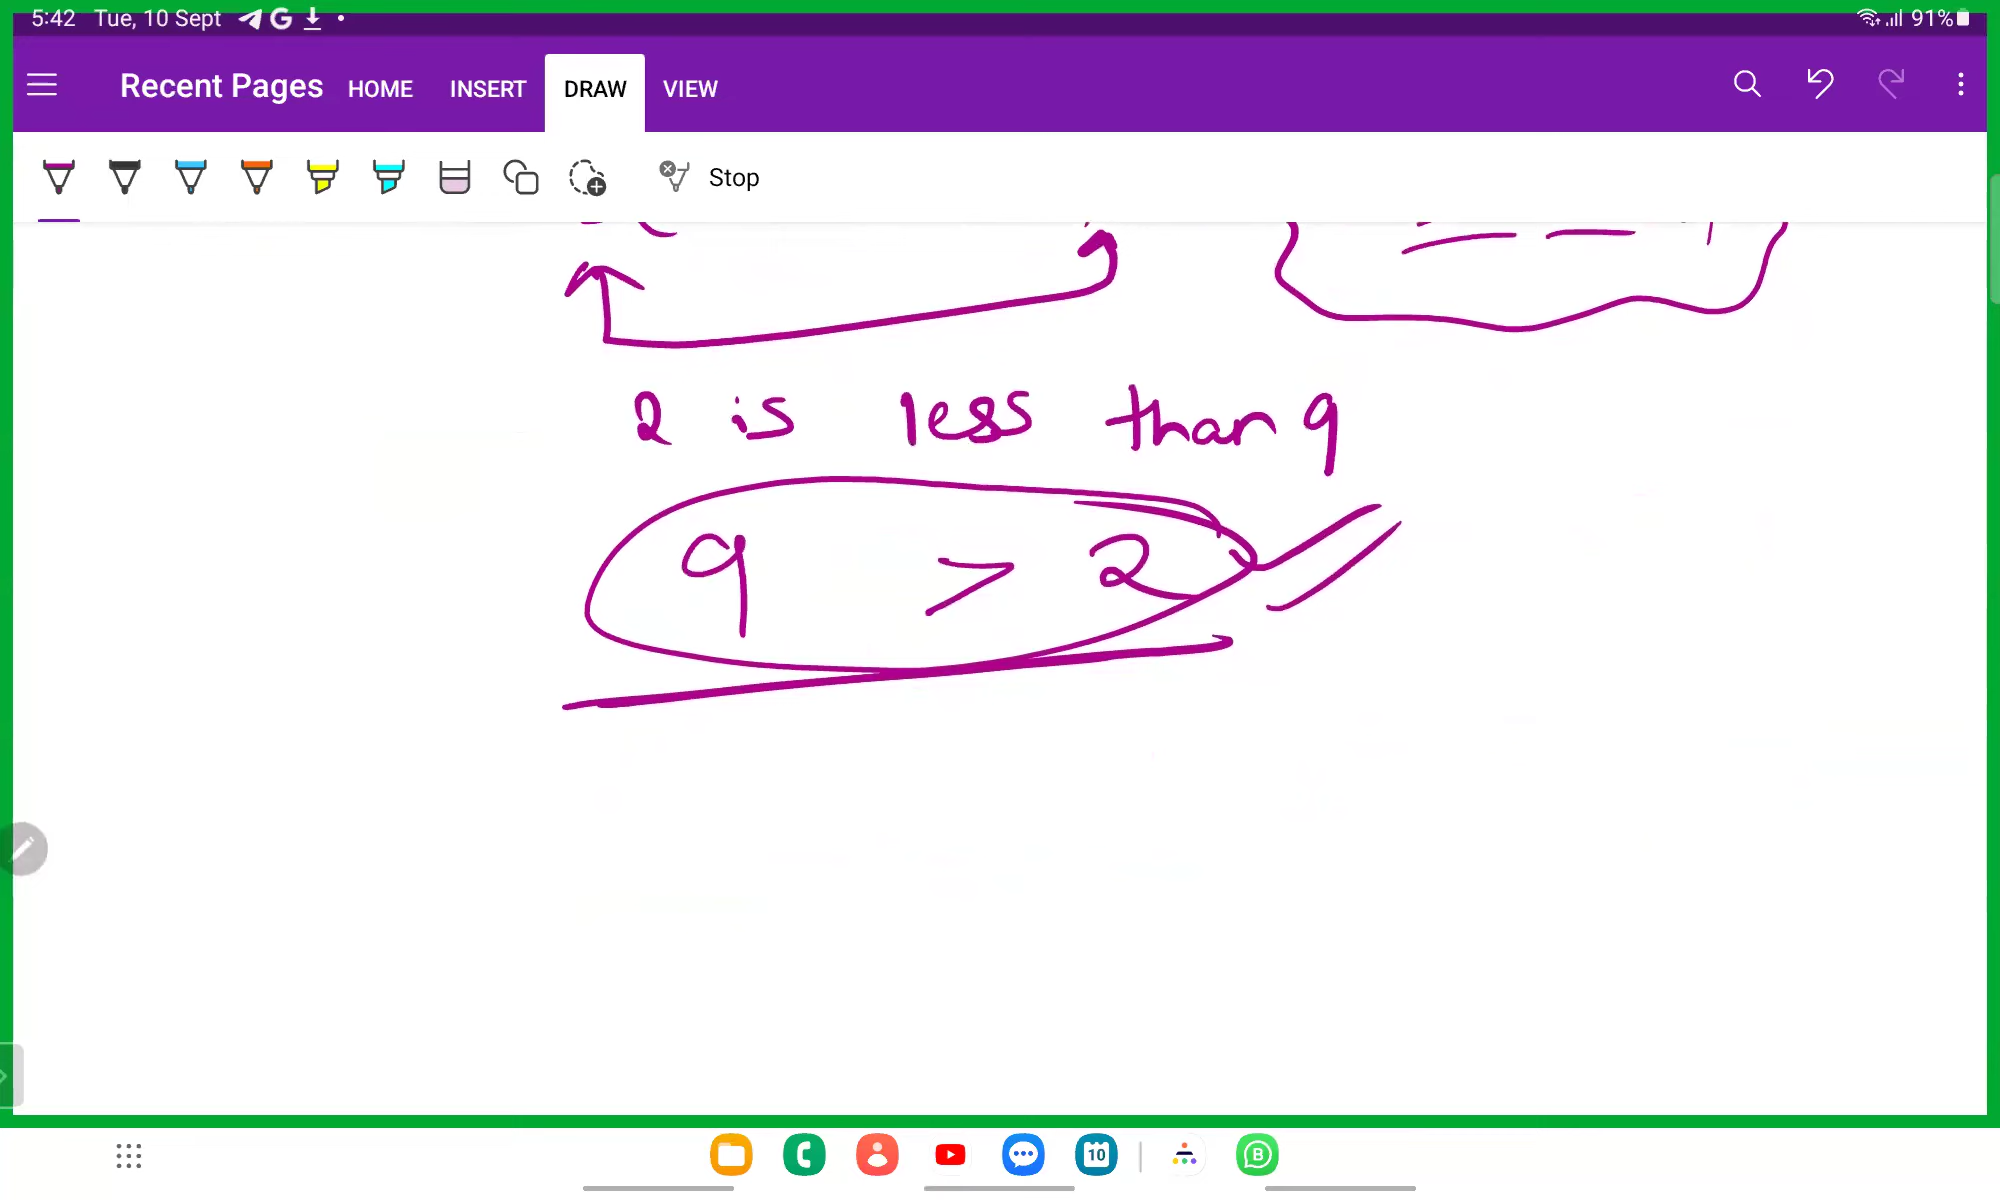 5:42 Tue, 10 Sept G 91%
Recent Pages HOME INSERT DRAW VIEW
Stop
2 is less than 9
9 > 2
10 B